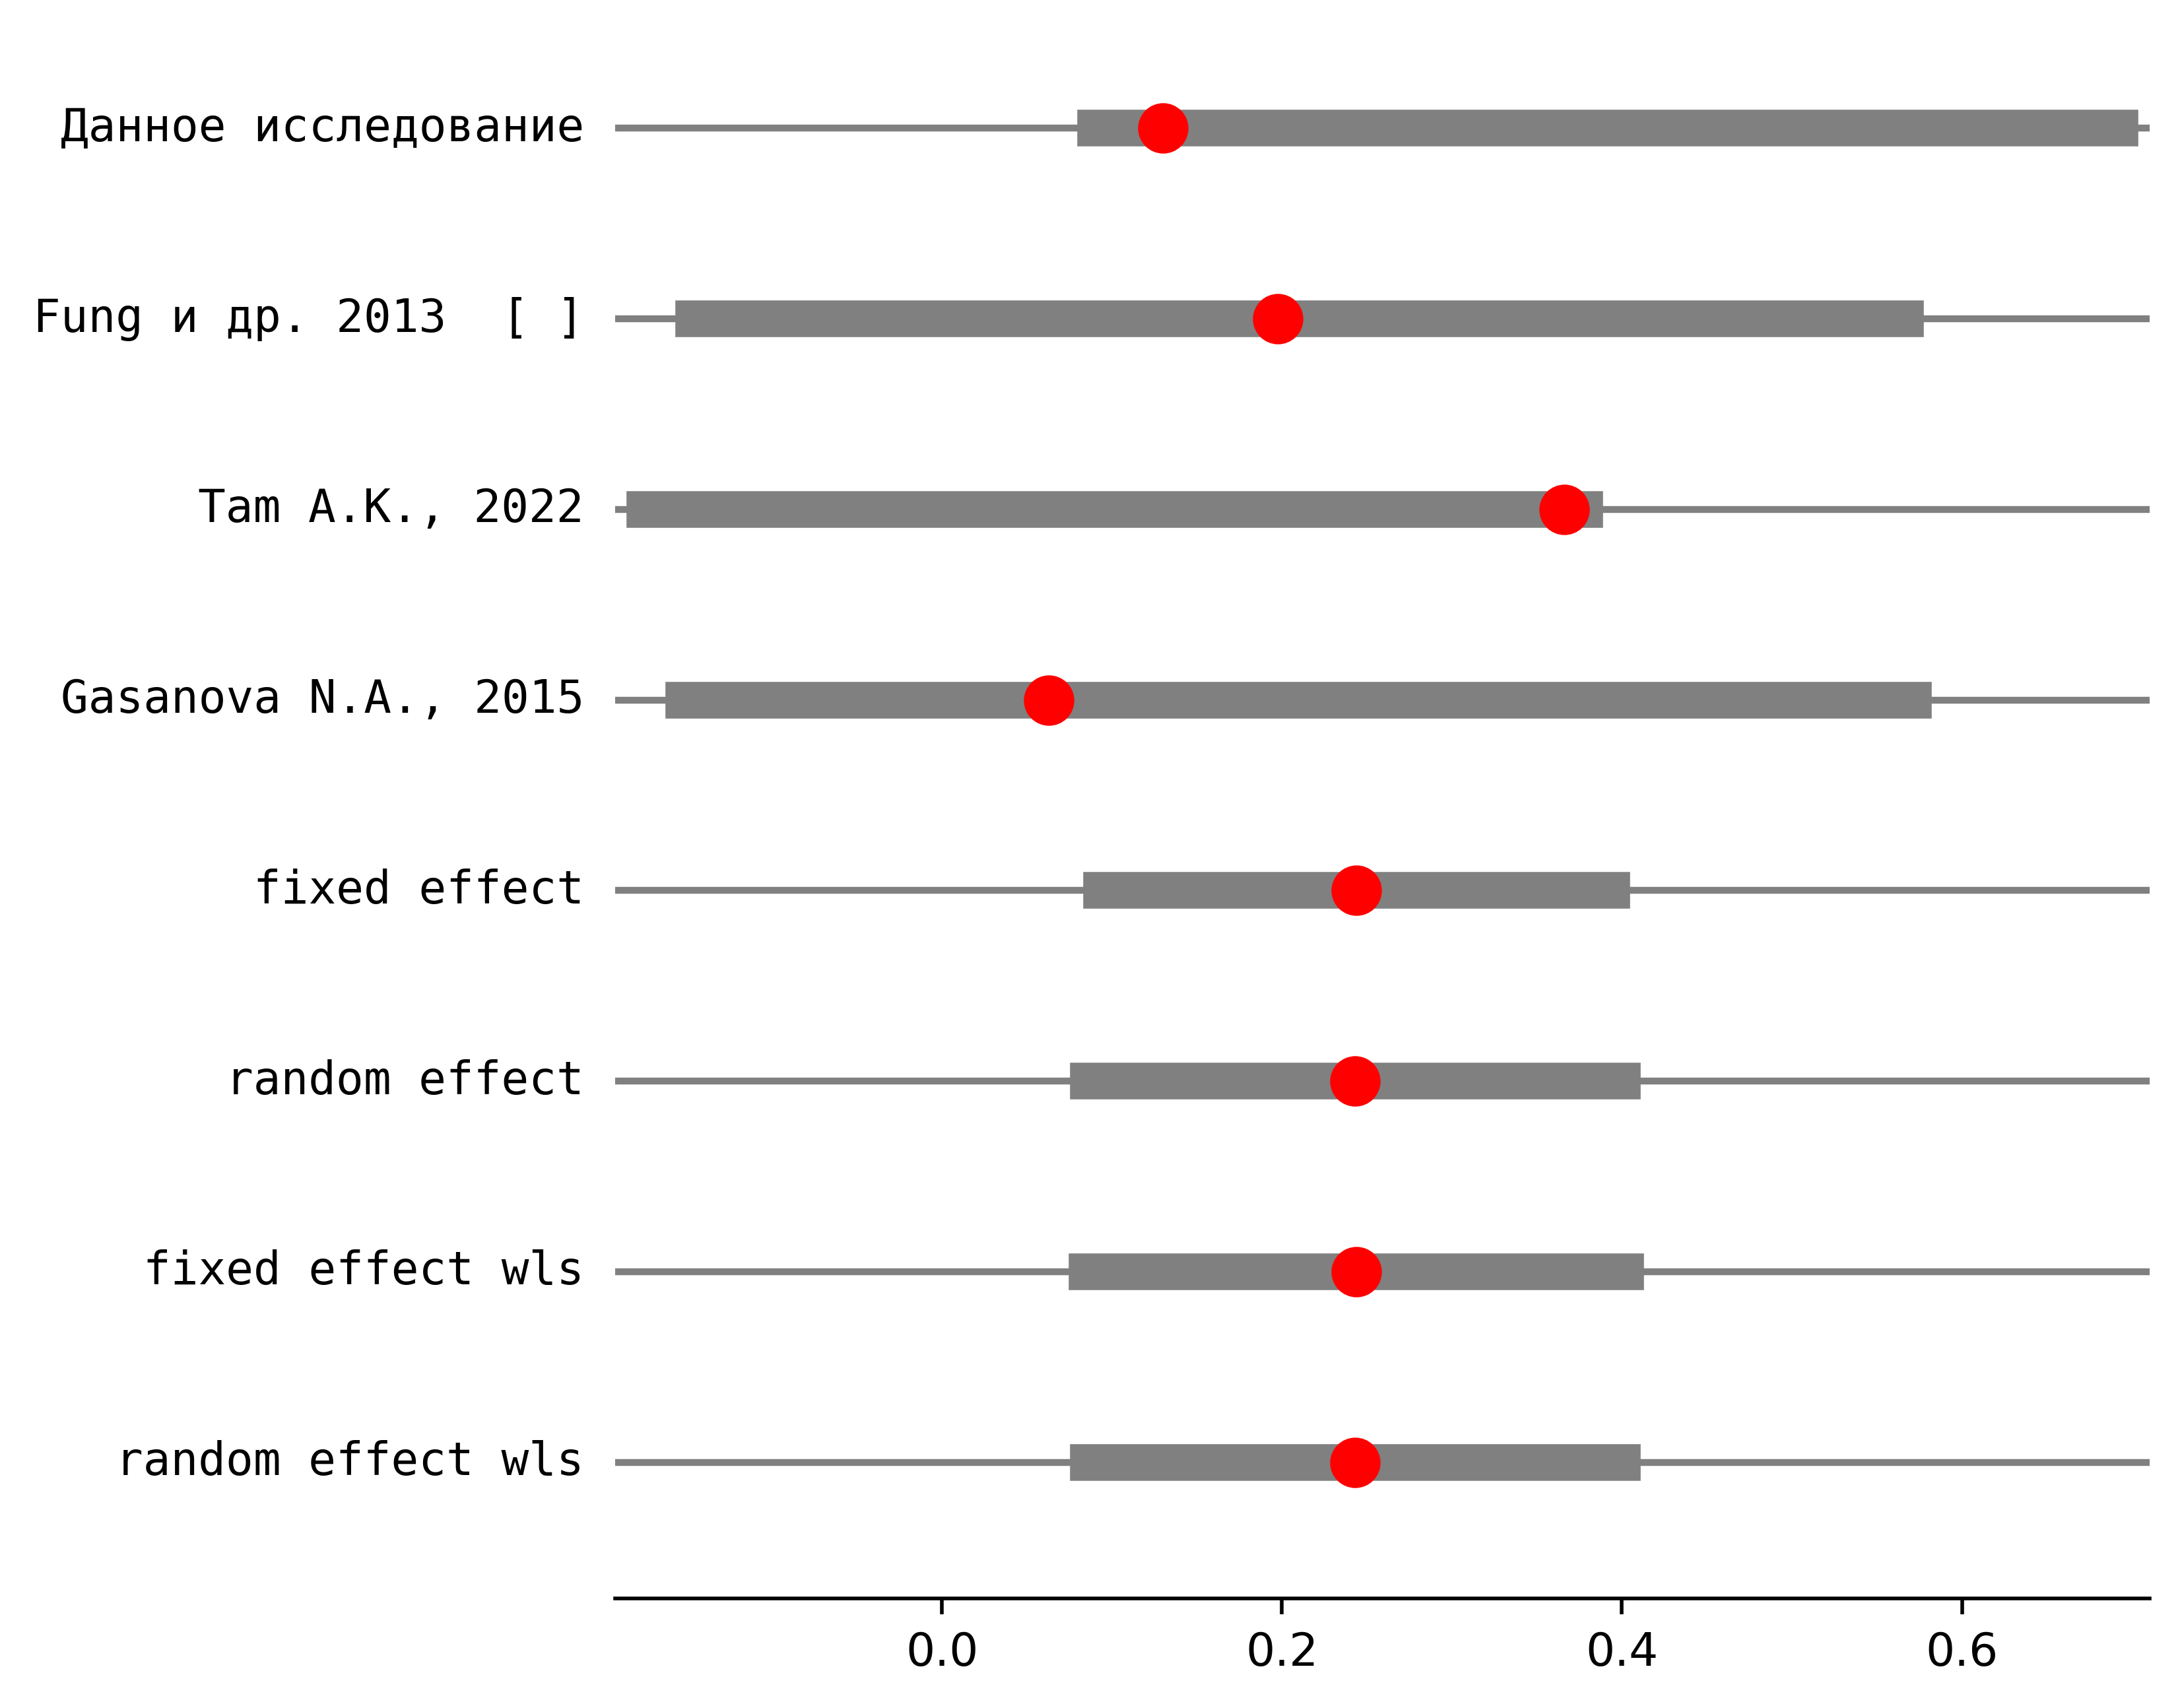 Данное исследование
Fung и др. 2013  [ ]
Tam A.K., 2022
Gasanova N.A., 2015
fixed effect
random effect
fixed effect wls
random effect wls
0.0 0.2 0.4 0.6